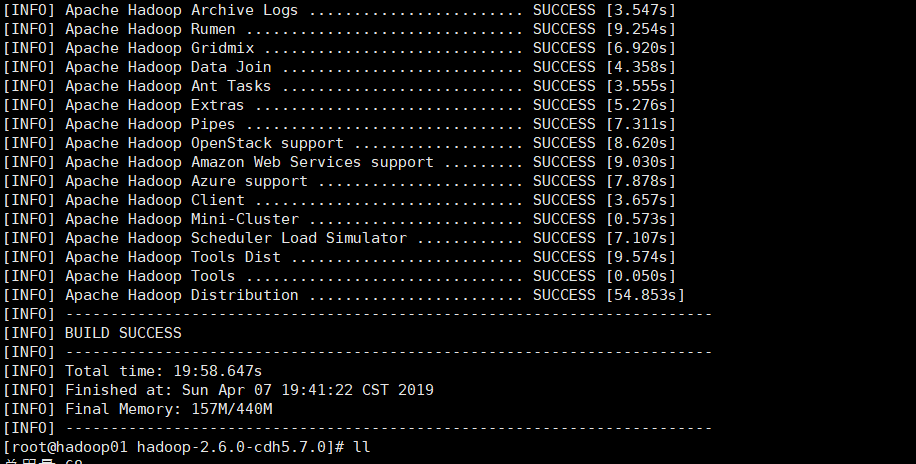 [INFO] Apache Hadoop Archive Logs ........................ SUCCESS [3.547s]
[INFO] Apache Hadoop Rumen ............................... SUCCESS [9.254s]
[INFO] Apache Hadoop Gridmix ............................. SUCCESS [6.920s]
[INFO] Apache Hadoop Data Join ........................... SUCCESS [4.358s]
[INFO] Apache Hadoop Ant Tasks ........................... SUCCESS [3.555s]
[INFO] Apache Hadoop Extras .............................. SUCCESS [5.276s]
[INFO] Apache Hadoop Pipes ............................... SUCCESS [7.311s]
[INFO] Apache Hadoop OpenStack support ................... SUCCESS [8.620s]
[INFO] Apache Hadoop Amazon Web Services support ......... SUCCESS [9.030s]
[INFO] Apache Hadoop Azure support ....................... SUCCESS [7.878s]
[INFO] Apache Hadoop Client .............................. SUCCESS [3.657s]
[INFO] Apache Hadoop Mini-Cluster ........................ SUCCESS [0.573s]
[INFO] Apache Hadoop Scheduler Load Simulator ............ SUCCESS [7.107s]
[INFO] Apache Hadoop Tools Dist .......................... SUCCESS [9.574s]
[INFO] Apache Hadoop Tools ............................... SUCCESS [0.050s]
[INFO] Apache Hadoop Distribution ........................ SUCCESS [54.853s]
[INFO] ------------------------------------------------------------------------
[INFO] BUILD SUCCESS
[INFO] ------------------------------------------------------------------------
[INFO] Total time: 19:58.647s
[INFO] Finished at: Sun Apr 07 19:41:22 CST 2019
[INFO] Final Memory: 157M/440M
[INFO] ------------------------------------------------------------------------
[root@hadoop01 hadoop-2.6.0-cdh5.7.0]# ll